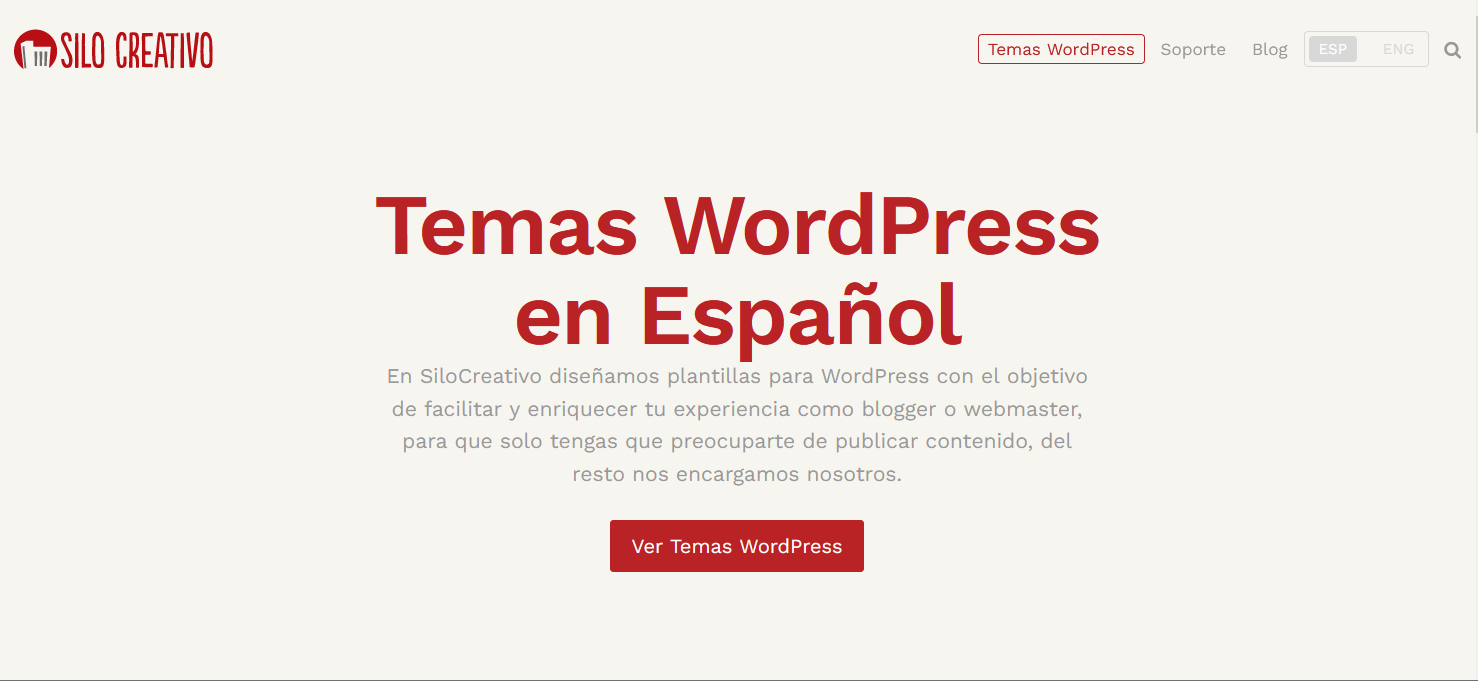 SILO CREATIVO
Temas WordPress
Soporte
Blog
ESP
ENG
Temas WordPress
en Español
En SiloCreativo diseñamos plantillas para WordPress con el objetivo
de facilitar y enriquecer tu experiencia como blogger o webmaster,
para que solo tengas que preocuparte de publicar contenido, del
resto nos encargamos nosotros.
Ver Temas WordPress